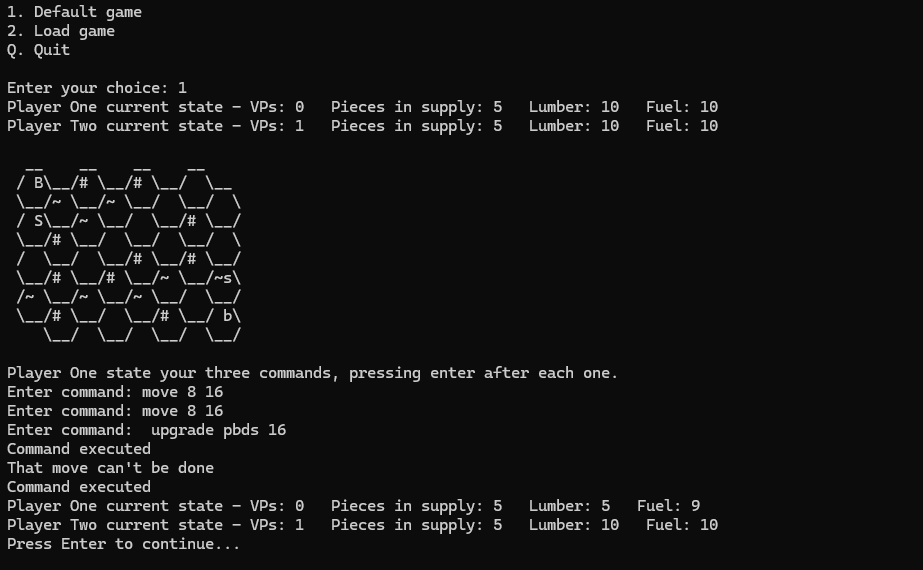 1. Default game
2. Load game
Q. Quit

Enter your choice: 1
Player One current state - VPs: 0   Pieces in supply: 5   Lumber: 10   Fuel: 10
Player Two current state - VPs: 1   Pieces in supply: 5   Lumber: 10   Fuel: 10

  __    __    __    __
 / B\__/# \__/# \__/  \__
 \__/~ \__/~ \__/  \__/  \
 / S\__/~ \__/  \__/# \__/
 \__/# \__/  \__/  \__/  \
 /  \__/  \__/# \__/# \__/
 \__/# \__/# \__/~ \__/~s\
 /~ \__/~ \__/~ \__/  \__/
 \__/# \__/  \__/# \__/ b\
    \__/  \__/  \__/  \__/

Player One state your three commands, pressing enter after each one.
Enter command: move 8 16
Enter command: move 8 16
Enter command:  upgrade pbds 16
Command executed
That move can't be done
Command executed
Player One current state - VPs: 0   Pieces in supply: 5   Lumber: 5   Fuel: 9
Player Two current state - VPs: 1   Pieces in supply: 5   Lumber: 10   Fuel: 10
Press Enter to continue...